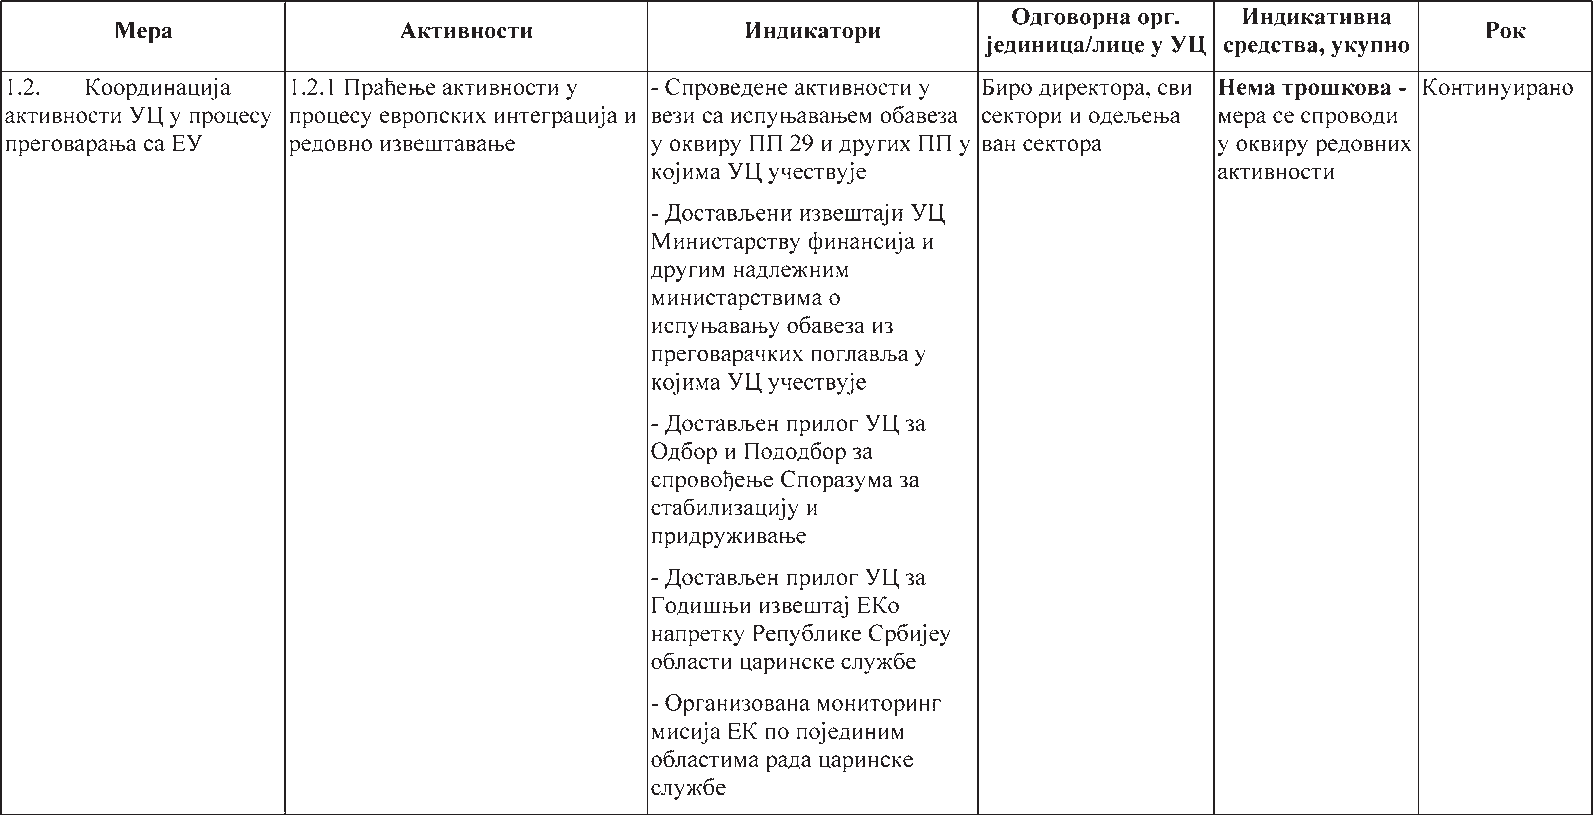 Мера
Активности
Индикатори
Одговорна орг.
јединица/лице у УЦ
Индикативна
средства, укупно
Рок
1.2. Координација
активности УЦ у процесу
преговарања са ЕУ
1.2.1 Праћење активности у
процесу европских интеграција и
редовно извештавање
- Спроведене активности у
вези са испуњавањем обавеза
у оквиру ПП 29 и других ПП у
којима УЦ учествује
- Достављени извештаји УЦ
Министарству финансија и
другим надлежним
министарствима о
испуњавању обавеза из
преговарачких поглавља у
којима УЦ учествује
- Достављен прилог УЦ за
Одбор и Пододбор за
спровођење Споразума за
стабилизацију и
придруживање
- Достављен прилог УЦ за
Годишњи извештај ЕКо
напретку Републике Србијеу
области царинске службе
- Организована мониторинг
мисија ЕК по појединим
областима рада царинске
службе
Биро директора, сви
сектори и одељења
ван сектора
Нема трошкова -
мера се спроводи
у оквиру редовних
активности
Континуирано